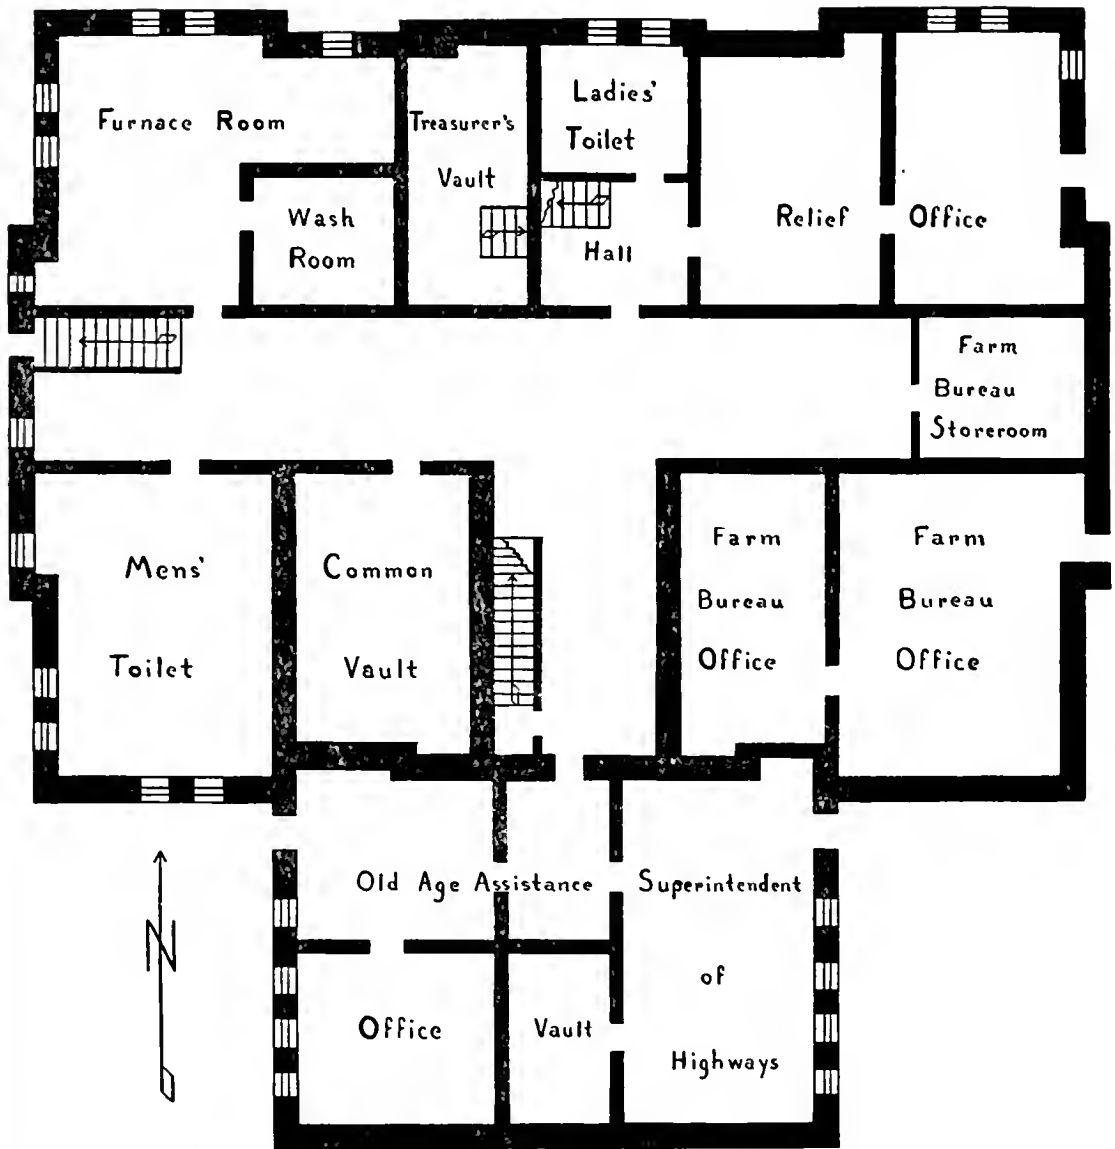 Furnace Room
Wash
Room
Treasurer's
Vault
Ladies'
Toilet
Hall
Relief Office
Farm
Bureau
Storeroom
Mens'
Toilet
Common
Vault
Farm
Bureau
Office
Farm
Bureau
Office
N
Old Age Assistance
Office
Vault
Superintendent
of
Highways